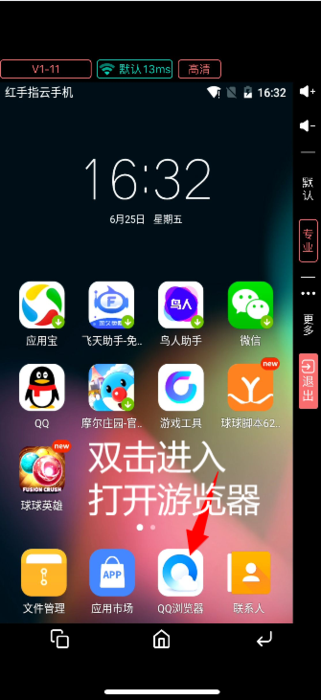 V1-11
默认13ms
高清
红手指云手机
16:32
默认
专业
更多
退出
16:32
6月25日 星期五
鸟人
应用宝
飞天助手-免..
鸟人助手
微信
new
QQ
摩尔庄园-官..
游戏工具
球球脚本62..
new
FUSION CRUSH
球球英雄
双击进入
打开游览器
APP
文件管理
应用市场
QQ浏览器
联系人